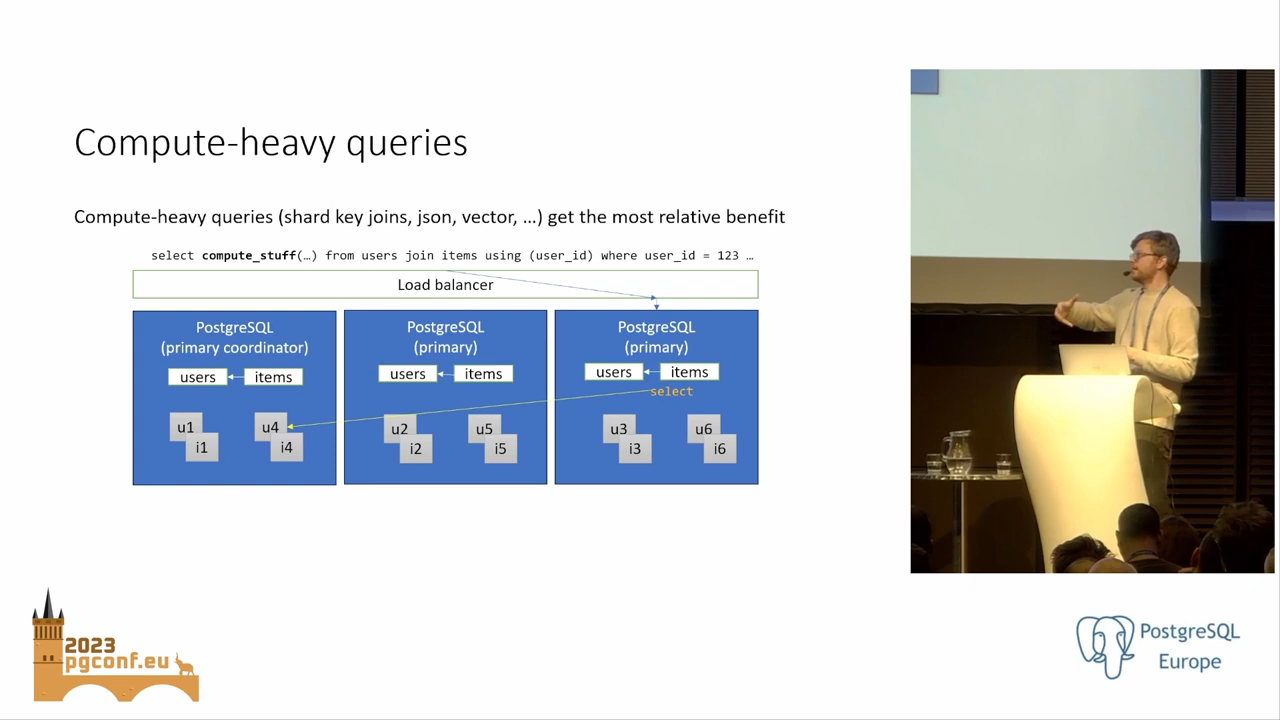 Compute-heavy queries
Compute-heavy queries (shard key joins, json, vector, …) get the most relative benefit
select compute_stuff(…) from users join items using (user_id) where user_id = 123 …
Load balancer
PostgreSQL
(primary coordinator)
users
items
u1
i1
u4
i4
PostgreSQL
(primary)
users
items
u2
i2
u5
i5
PostgreSQL
(primary)
users
items
select
u3
i3
u6
i6
2023
pgconf.eu
PostgreSQL
Europe